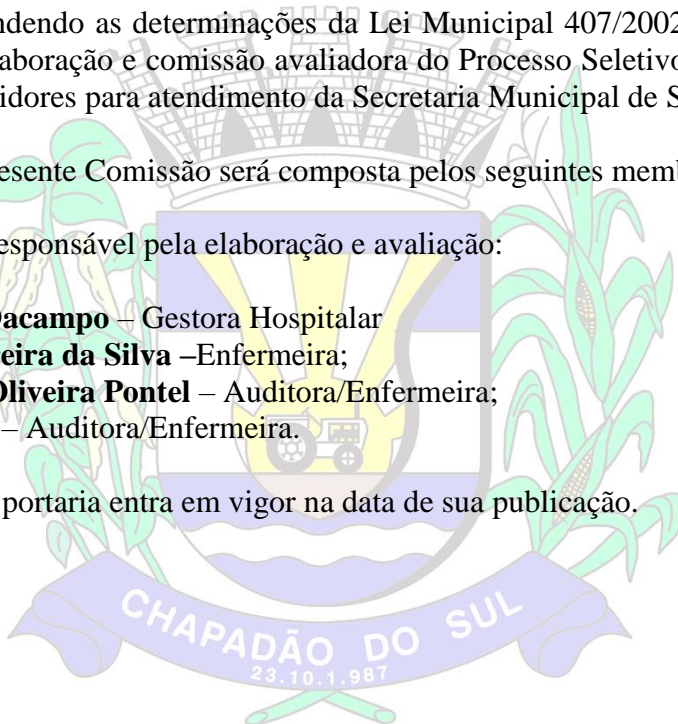 ndendo as determinações da Lei Municipal 407/2002
aboração e comissão avaliadora do Processo Seletivo
idores para atendimento da Secretaria Municipal de S
esente Comissão será composta pelos seguintes memb
esponsável pela elaboração e avaliação:
Dacampo – Gestora Hospitalar
eira da Silva –Enfermeira;
Oliveira Pontel – Auditora/Enfermeira;
– Auditora/Enfermeira.
portaria entra em vigor na data de sua publicação.
CHAPADÃO DO SUL
23.10.1.987